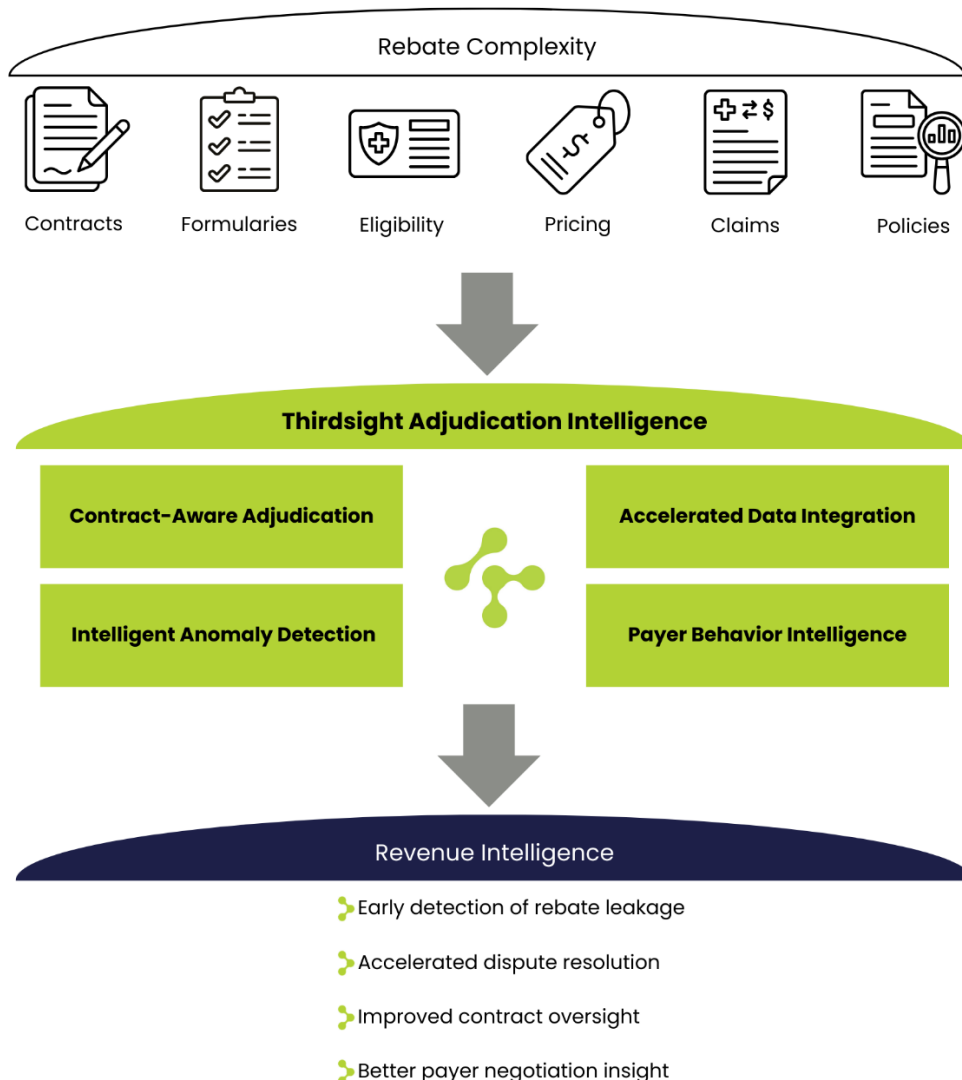 Rebate Complexity
$
$
Contracts
Formularies
Eligibility
Pricing
Claims
Policies
Thirdsight Adjudication Intelligence
Contract-Aware Adjudication
Accelerated Data Integration
Intelligent Anomaly Detection
Payer Behavior Intelligence
Revenue Intelligence
Early detection of rebate leakage
Accelerated dispute resolution
Improved contract oversight
Better payer negotiation insight